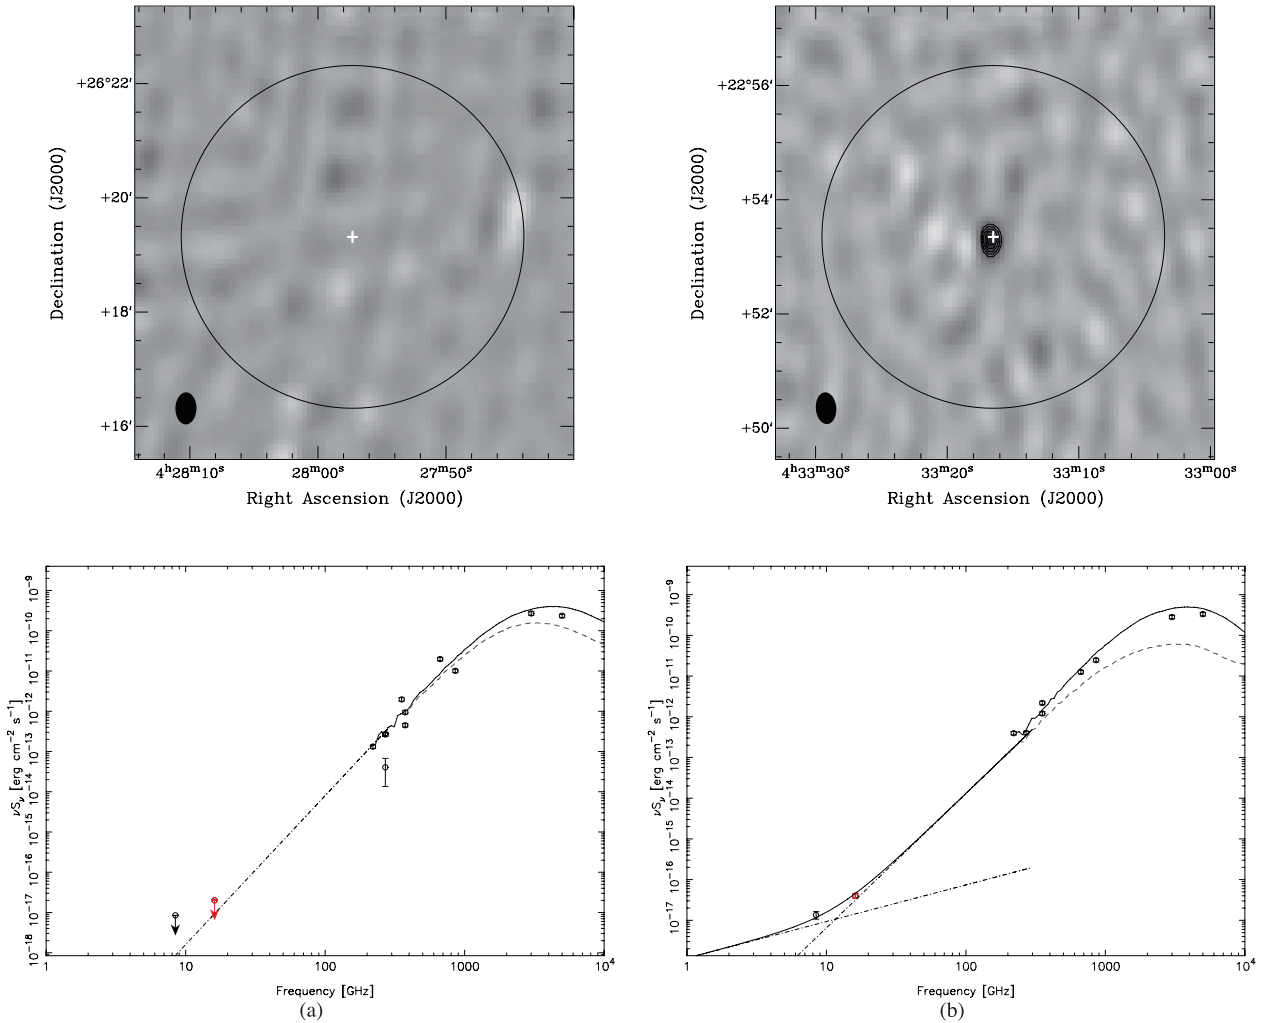 +26°22′
+20′
+18′
+16′
Declination (J2000)
4ʰ28ᵐ10ˢ 28ᵐ00ˢ 27ᵐ50ˢ
Right Ascension (J2000)
+22°56′
+54′
+52′
+50′
Declination (J2000)
4ʰ33ᵐ30ˢ 33ᵐ20ˢ 33ᵐ10ˢ 33ᵐ00ˢ
Right Ascension (J2000)
10⁻⁹
10⁻¹⁰
10⁻¹¹
10⁻¹²
10⁻¹³
10⁻¹⁴
10⁻¹⁵
10⁻¹⁶
10⁻¹⁷
10⁻¹⁸
νS_ν [erg cm⁻² s⁻¹]
1 10 100 1000 10⁴
Frequency [GHz]
(a)
10⁻⁹
10⁻¹⁰
10⁻¹¹
10⁻¹²
10⁻¹³
10⁻¹⁴
10⁻¹⁵
10⁻¹⁶
10⁻¹⁷
νS_ν [erg cm⁻² s⁻¹]
1 10 100 1000 10⁴
Frequency [GHz]
(b)